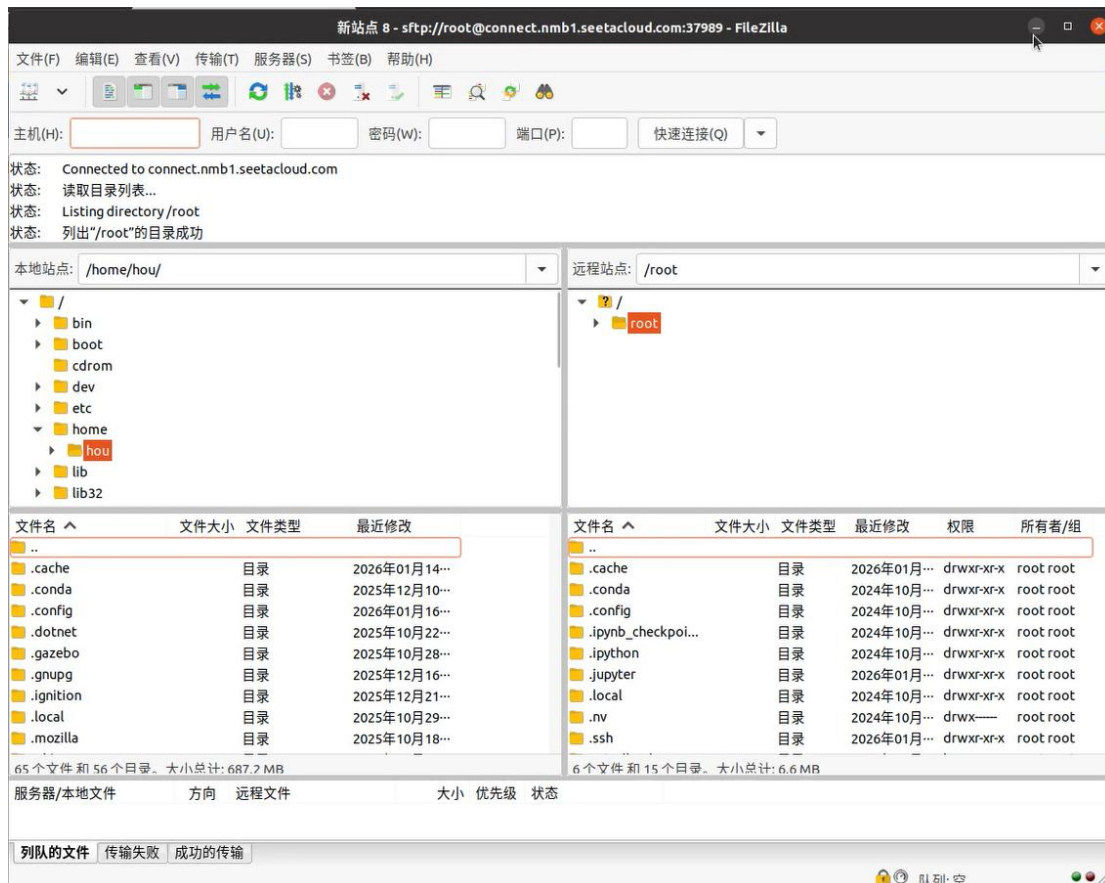 新站点 8 - sftp://root@connect.nmb1.seetacloud.com:37989 - FileZilla
文件(F) 编辑(E) 查看(V) 传输(T) 服务器(S) 书签(B) 帮助(H)
主机(H): 用户名(U): 密码(W): 端口(P): 快速连接(Q)
状态: Connected to connect.nmb1.seetacloud.com
状态: 读取目录列表...
状态: Listing directory /root
状态: 列出"/root"的目录成功
本地站点: /home/hou/
/
bin
boot
cdrom
dev
etc
home
hou
lib
lib32
远程站点: /root
/
root
文件名 文件大小 文件类型 最近修改
..
.cache 目录 2026年01月14…
.conda 目录 2025年12月10…
.config 目录 2026年01月16…
.dotnet 目录 2025年10月22…
.gazebo 目录 2025年10月28…
.gnupg 目录 2025年12月16…
.ignition 目录 2025年12月21…
.local 目录 2025年10月29…
.mozilla 目录 2025年10月18…
65 个文件 和 56 个目录。大小总计: 687.2 MB
文件名 文件大小 文件类型 最近修改 权限 所有者/组
..
.cache 目录 2026年01月… drwxr-xr-x root root
.conda 目录 2024年10月… drwxr-xr-x root root
.config 目录 2024年10月… drwxr-xr-x root root
.ipynb_checkpoi... 目录 2024年10月… drwxr-xr-x root root
.ipython 目录 2024年10月… drwxr-xr-x root root
.jupyter 目录 2026年01月… drwxr-xr-x root root
.local 目录 2024年10月… drwxr-xr-x root root
.nv 目录 2024年10月… drwx------ root root
.ssh 目录 2026年01月… drwxr-xr-x root root
6 个文件 和 15 个目录。大小总计: 6.6 MB
服务器/本地文件 方向 远程文件 大小 优先级 状态
列队的文件 传输失败 成功的传输
队列: 空